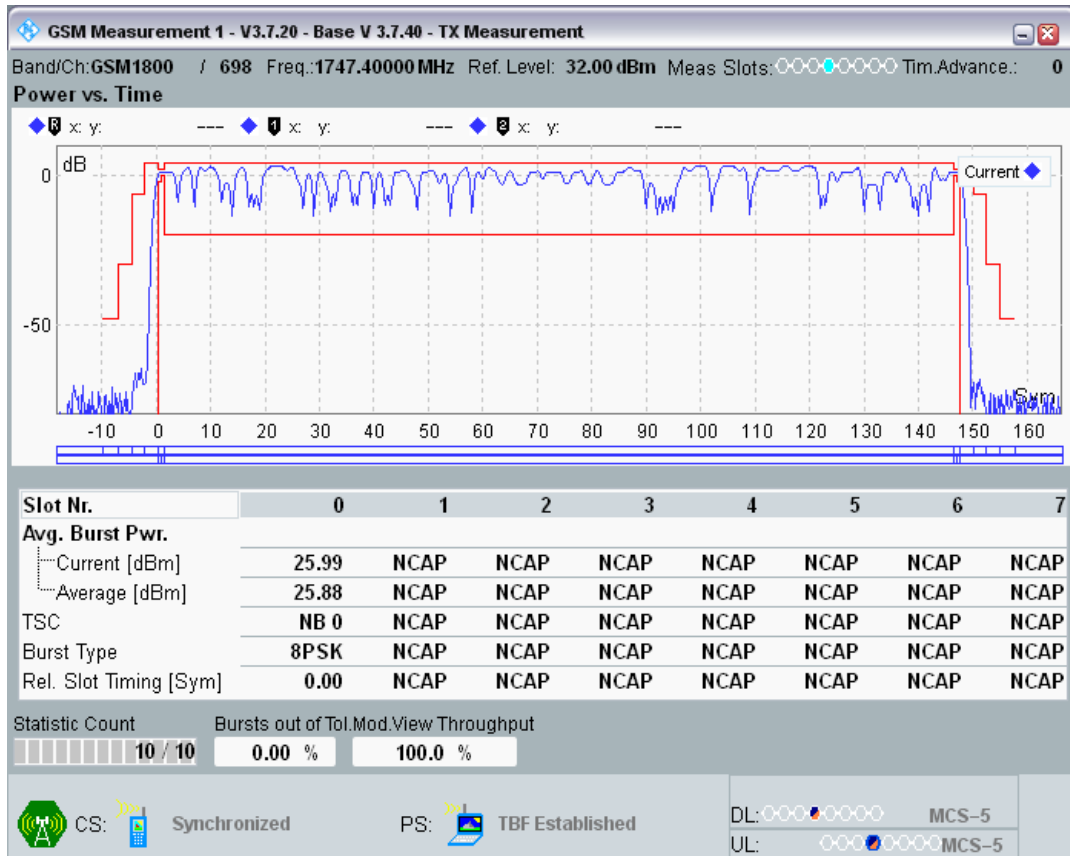 GSM Measurement 1 - V3.7.20 - Base V 3.7.40 - TX Measurement
Band/Ch:GSM1800 / 698 Freq.:1747.40000 MHz Ref. Level: 32.00 dBm Meas Slots: Tim.Advance.: 0
Power vs. Time
R x: y: --- 1 x: y: --- 2 x: y: ---
dB
Current
0
-50
Sym
-10 0 10 20 30 40 50 60 70 80 90 100 110 120 130 140 150 160
Slot Nr. 0 1 2 3 4 5 6 7
Avg. Burst Pwr.
Current [dBm] 25.99 NCAP NCAP NCAP NCAP NCAP NCAP NCAP
Average [dBm] 25.88 NCAP NCAP NCAP NCAP NCAP NCAP NCAP
TSC NB 0 NCAP NCAP NCAP NCAP NCAP NCAP NCAP
Burst Type 8PSK NCAP NCAP NCAP NCAP NCAP NCAP NCAP
Rel. Slot Timing [Sym] 0.00 NCAP NCAP NCAP NCAP NCAP NCAP NCAP
Statistic Count Bursts out of Tol. Mod.View Throughput
10 / 10 0.00 % 100.0 %
CS: Synchronized PS: TBF Established DL: MCS-5
UL: MCS-5